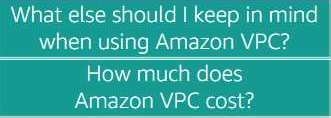 What else should I keep in mind
when using Amazon VPC?
How much does
Amazon VPC cost?